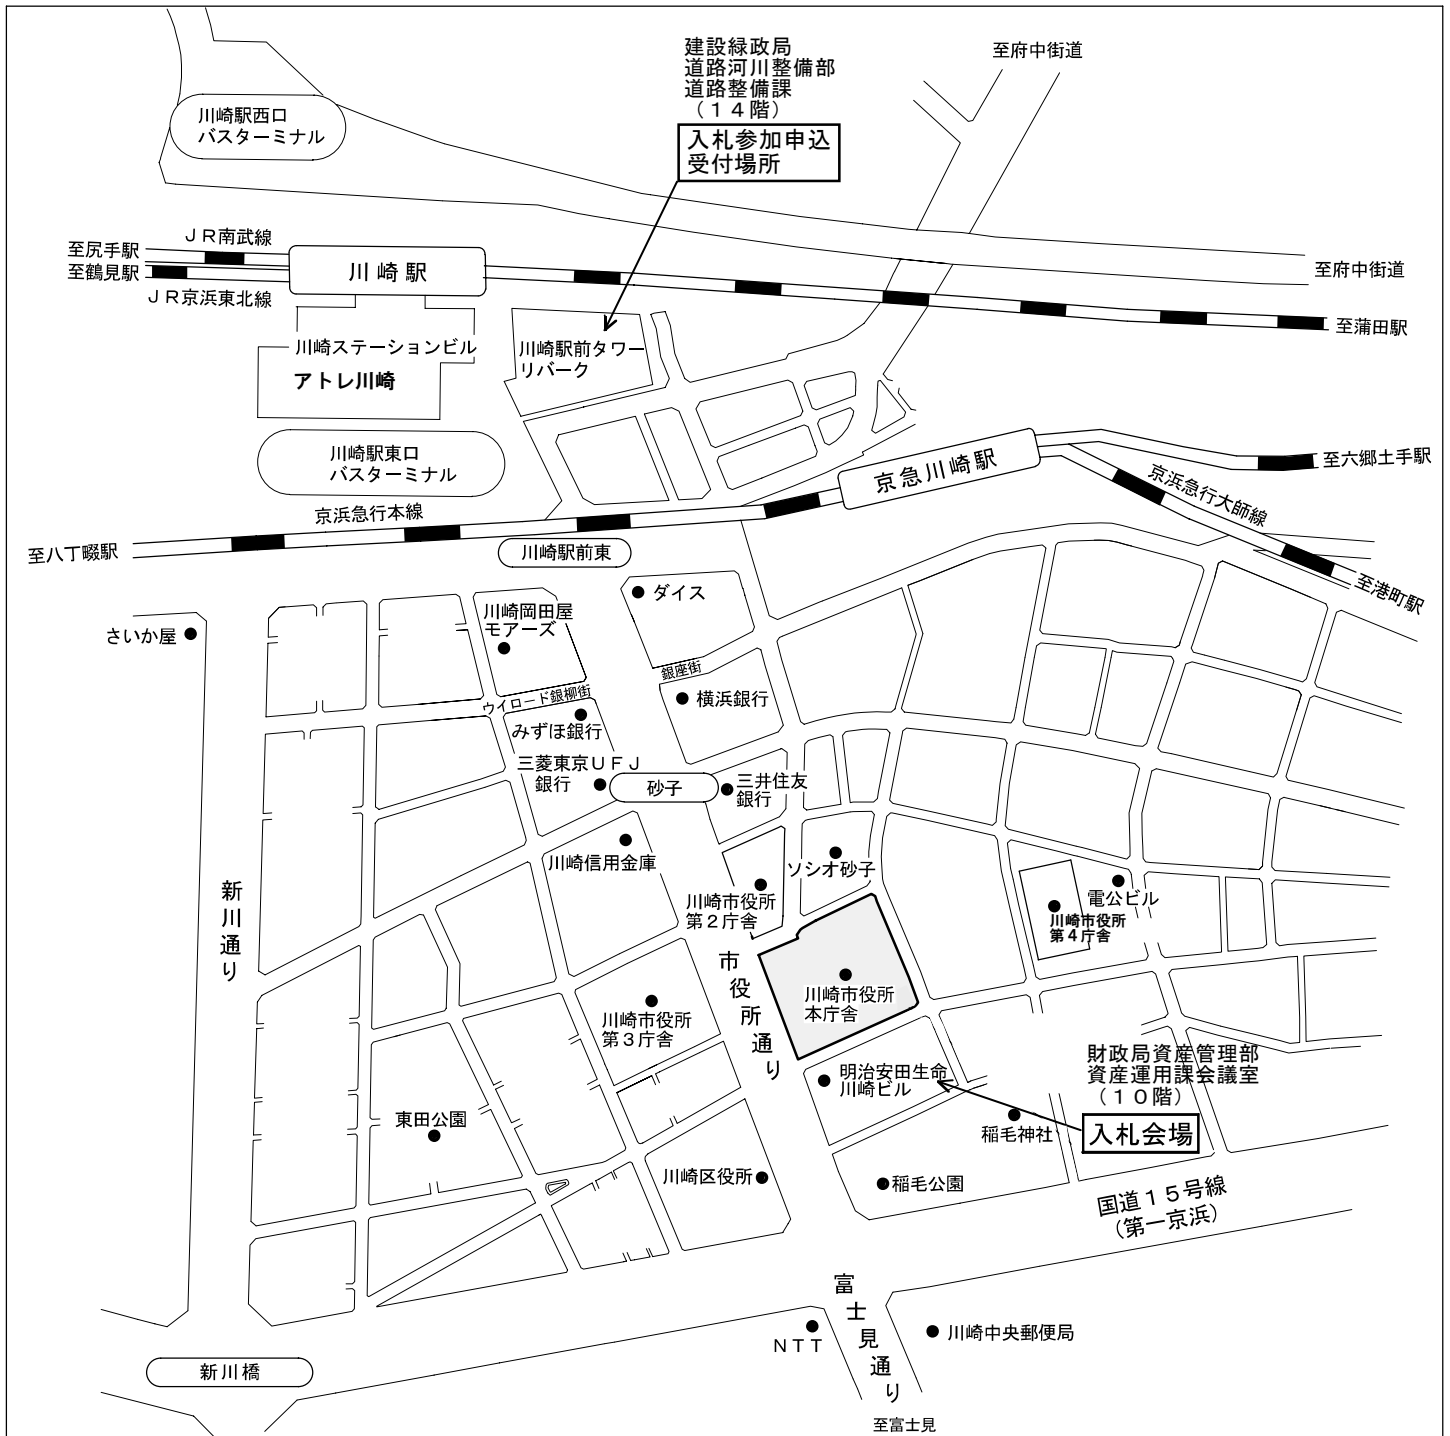 建設緑政局
道路河川整備部
道路整備課
（１４階）
入札参加申込
受付場所
至府中街道
川崎駅西口
バスターミナル
ＪＲ南武線
至尻手駅
至鶴見駅
ＪＲ京浜東北線
川崎駅
至府中街道
至蒲田駅
川崎ステーションビル
アトレ川崎
川崎駅前タワー
リバーク
川崎駅東口
バスターミナル
京急川崎駅
至六郷土手駅
京浜急行大師線
京浜急行本線
至八丁畷駅
川崎駅前東
至港町駅
さいか屋
川崎岡田屋
モアーズ
ダイス
銀座街
ウイロード銀柳街
横浜銀行
みずほ銀行
三菱東京ＵＦＪ
銀行
砂子
三井住友
銀行
川崎信用金庫
ソシオ砂子
新川通り
川崎市役所
第２庁舎
電公ビル
川崎市役所
第４庁舎
市役所通り
川崎市役所
本庁舎
川崎市役所
第３庁舎
財政局資産管理部
資産運用課会議室
（１０階）
入札会場
明治安田生命
川崎ビル
東田公園
稲毛神社
川崎区役所
稲毛公園
国道１５号線
（第一京浜）
富士見通り
ＮＴＴ
川崎中央郵便局
新川橋
至富士見